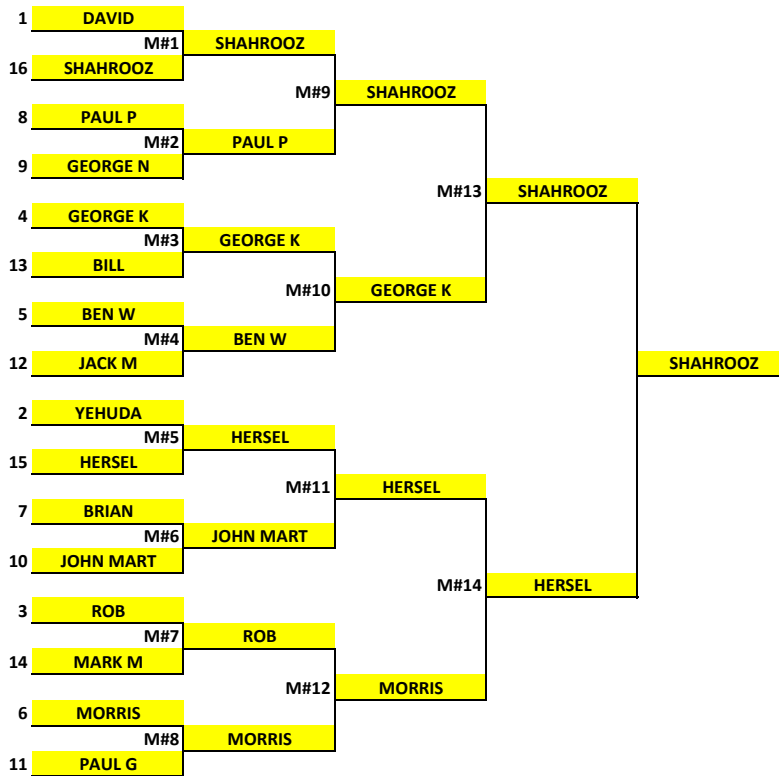 1 DAVID
M#1 SHAHROOZ
16 SHAHROOZ
M#9 SHAHROOZ
8 PAUL P
M#2 PAUL P
9 GEORGE N
M#13 SHAHROOZ
4 GEORGE K
M#3 GEORGE K
13 BILL
M#10 GEORGE K
5 BEN W
M#4 BEN W
12 JACK M
SHAHROOZ
2 YEHUDA
M#5 HERSEL
15 HERSEL
M#11 HERSEL
7 BRIAN
M#6 JOHN MART
10 JOHN MART
M#14 HERSEL
3 ROB
M#7 ROB
14 MARK M
M#12 MORRIS
6 MORRIS
M#8 MORRIS
11 PAUL G